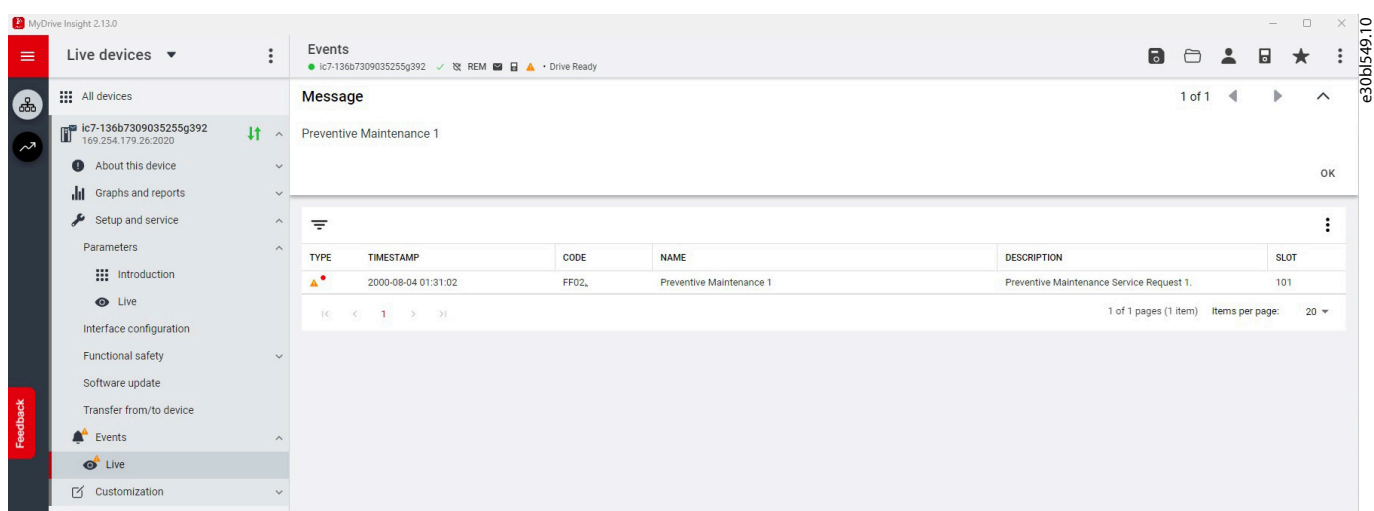 MyDrive Insight 2.13.0
Live devices
Events
ic7-136b7309035255g392 REM • Drive Ready
All devices
ic7-136b7309035255g392
169.254.179.26:2020
About this device
Graphs and reports
Setup and service
Parameters
Introduction
Live
Interface configuration
Functional safety
Software update
Transfer from/to device
Events
Live
Customization
Feedback
Message
1 of 1
Preventive Maintenance 1
OK
TYPE TIMESTAMP CODE NAME DESCRIPTION SLOT
2000-08-04 01:31:02 FF02ₓ Preventive Maintenance 1 Preventive Maintenance Service Request 1. 101
1 1 of 1 pages (1 item) Items per page: 20
e30bl549.10